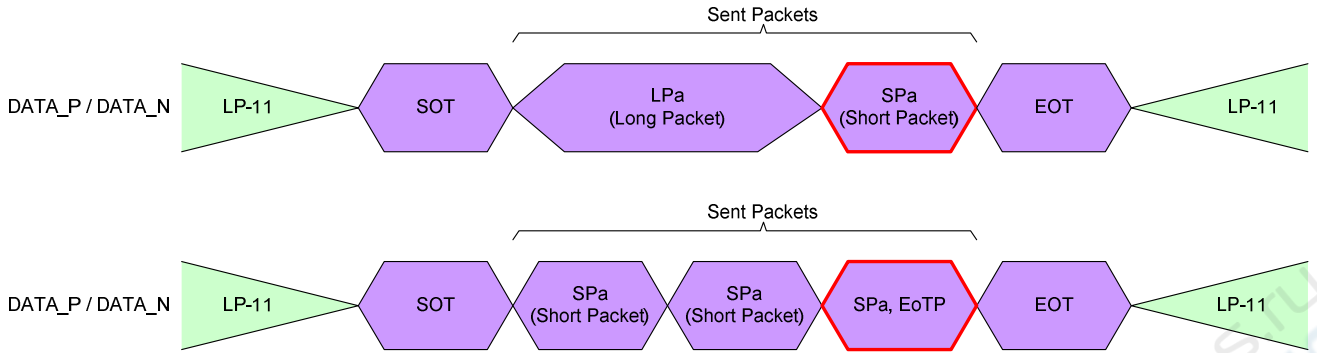 Sent Packets
DATA_P / DATA_N
LP-11
SOT
LPa
(Long Packet)
SPa
(Short Packet)
EOT
LP-11
Sent Packets
DATA_P / DATA_N
LP-11
SOT
SPa
(Short Packet)
SPa
(Short Packet)
SPa, EoTP
EOT
LP-11